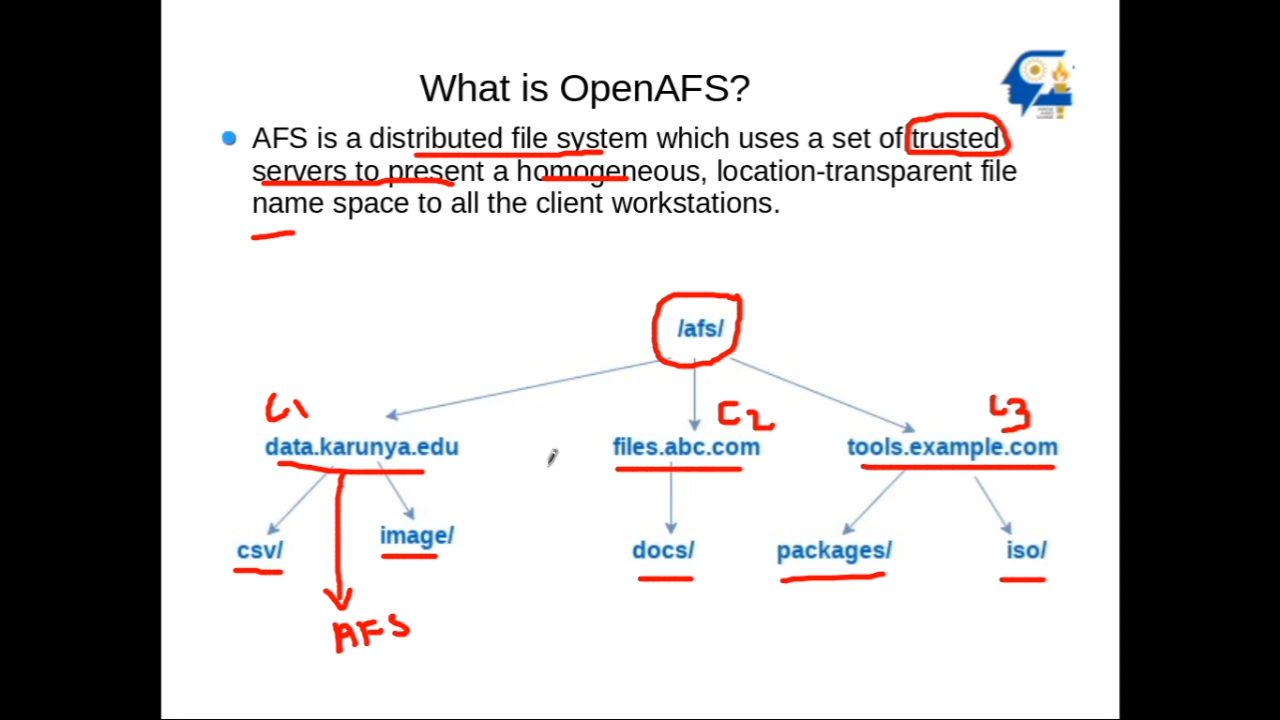 What is OpenAFS?
AFS is a distributed file system which uses a set of trusted
servers to present a homogeneous, location-transparent file
name space to all the client workstations.
/afs/
C1
C2
C3
data.karunya.edu
files.abc.com
tools.example.com
csv/
image/
docs/
packages/
iso/
AFS